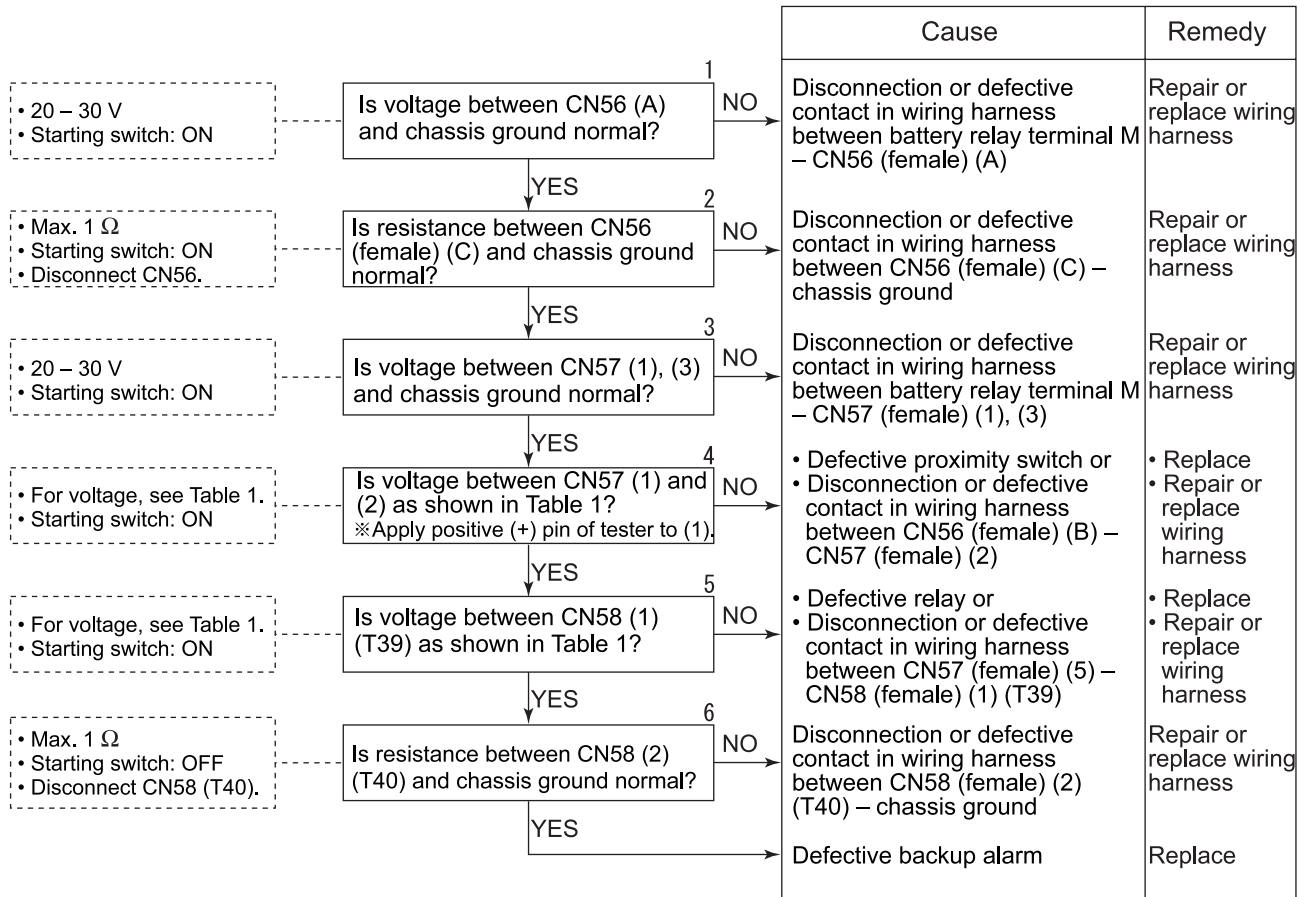 Cause
Remedy
• 20 – 30 V
• Starting switch: ON
1
Is voltage between CN56 (A)
and chassis ground normal?
NO
Disconnection or defective
contact in wiring harness
between battery relay terminal M
– CN56 (female) (A)
Repair or
replace wiring
harness
YES
• Max. 1 Ω
• Starting switch: ON
• Disconnect CN56.
2
Is resistance between CN56
(female) (C) and chassis ground
normal?
NO
Disconnection or defective
contact in wiring harness
between CN56 (female) (C) –
chassis ground
Repair or
replace wiring
harness
YES
• 20 – 30 V
• Starting switch: ON
3
Is voltage between CN57 (1), (3)
and chassis ground normal?
NO
Disconnection or defective
contact in wiring harness
between battery relay terminal M
– CN57 (female) (1), (3)
Repair or
replace wiring
harness
YES
• For voltage, see Table 1.
• Starting switch: ON
4
Is voltage between CN57 (1) and
(2) as shown in Table 1?
※Apply positive (+) pin of tester to (1).
NO
• Defective proximity switch or
• Disconnection or defective
contact in wiring harness
between CN56 (female) (B) –
CN57 (female) (2)
• Replace
• Repair or
replace
wiring
harness
YES
• For voltage, see Table 1.
• Starting switch: ON
5
Is voltage between CN58 (1)
(T39) as shown in Table 1?
NO
• Defective relay or
• Disconnection or defective
contact in wiring harness
between CN57 (female) (5) –
CN58 (female) (1) (T39)
• Replace
• Repair or
replace
wiring
harness
YES
• Max. 1 Ω
• Starting switch: OFF
• Disconnect CN58 (T40).
6
Is resistance between CN58 (2)
(T40) and chassis ground normal?
NO
Disconnection or defective
contact in wiring harness
between CN58 (female) (2)
(T40) – chassis ground
Repair or
replace wiring
harness
YES
Defective backup alarm
Replace